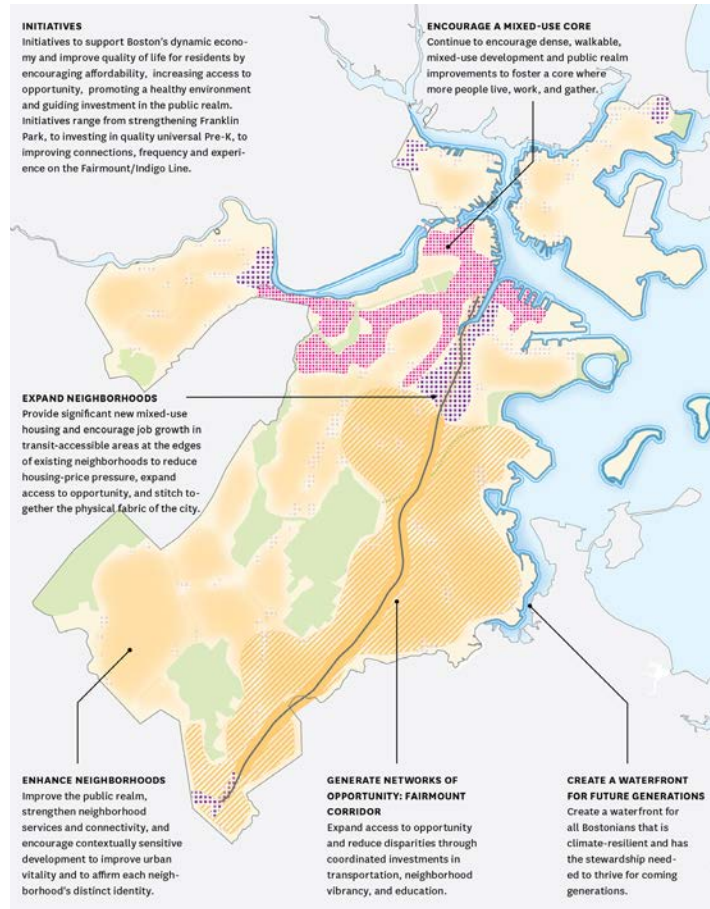 INITIATIVES
Initiatives to support Boston's dynamic econo-
my and improve quality of life for residents by
encouraging affordability, increasing access to
opportunity, promoting a healthy environment
and guiding investment in the public realm.
Initiatives range from strengthening Franklin
Park, to investing in quality universal Pre-K, to
improving connections, frequency and experi-
ence on the Fairmount/Indigo Line.
ENCOURAGE A MIXED-USE CORE
Continue to encourage dense, walkable,
mixed-use development and public realm
improvements to foster a core where
more people live, work, and gather.
EXPAND NEIGHBORHOODS
Provide significant new mixed-use
housing and encourage job growth in
transit-accessible areas at the edges
of existing neighborhoods to reduce
housing-price pressure, expand
access to opportunity, and stitch to-
gether the physical fabric of the city.
ENHANCE NEIGHBORHOODS
Improve the public realm,
strengthen neighborhood
services and connectivity, and
encourage contextually sensitive
development to improve urban
vitality and to affirm each neigh-
borhood's distinct identity.
GENERATE NETWORKS OF
OPPORTUNITY: FAIRMOUNT
CORRIDOR
Expand access to opportunity
and reduce disparities through
coordinated investments in
transportation, neighborhood
vibrancy, and education.
CREATE A WATERFRONT
FOR FUTURE GENERATIONS
Create a waterfront for
all Bostonians that is
climate-resilient and has
the stewardship need-
ed to thrive for coming
generations.